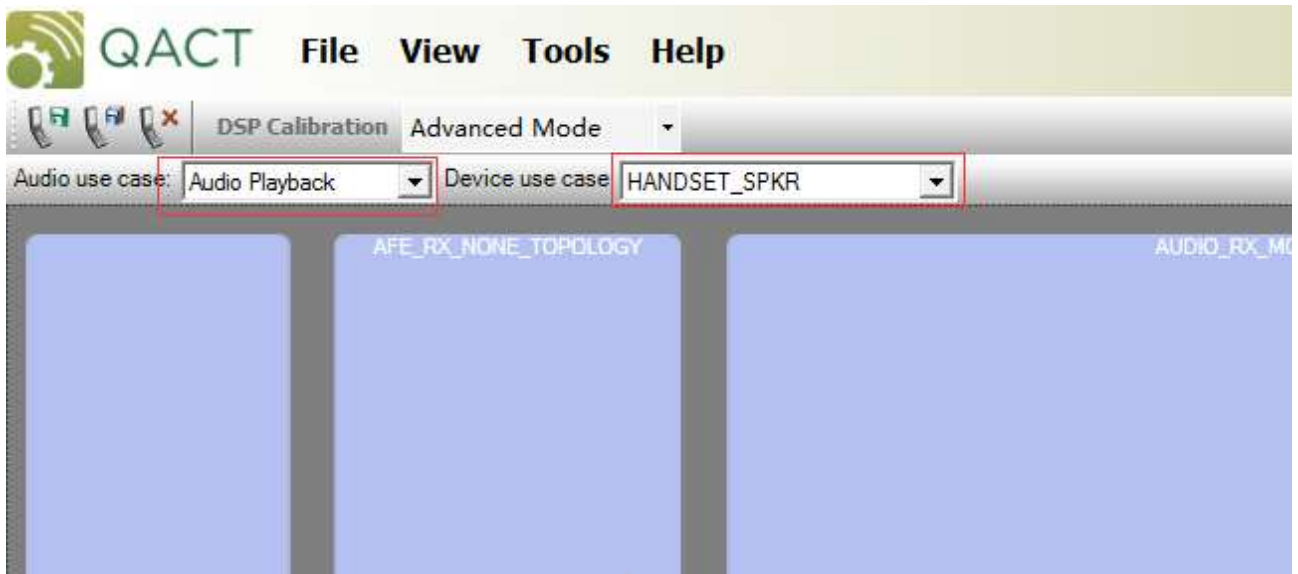 QACT File View Tools Help
DSP Calibration Advanced Mode
Audio use case: Audio Playback Device use case HANDSET_SPKR
AFE_RX_NONE_TOPOLOGY AUDIO_RX_MC